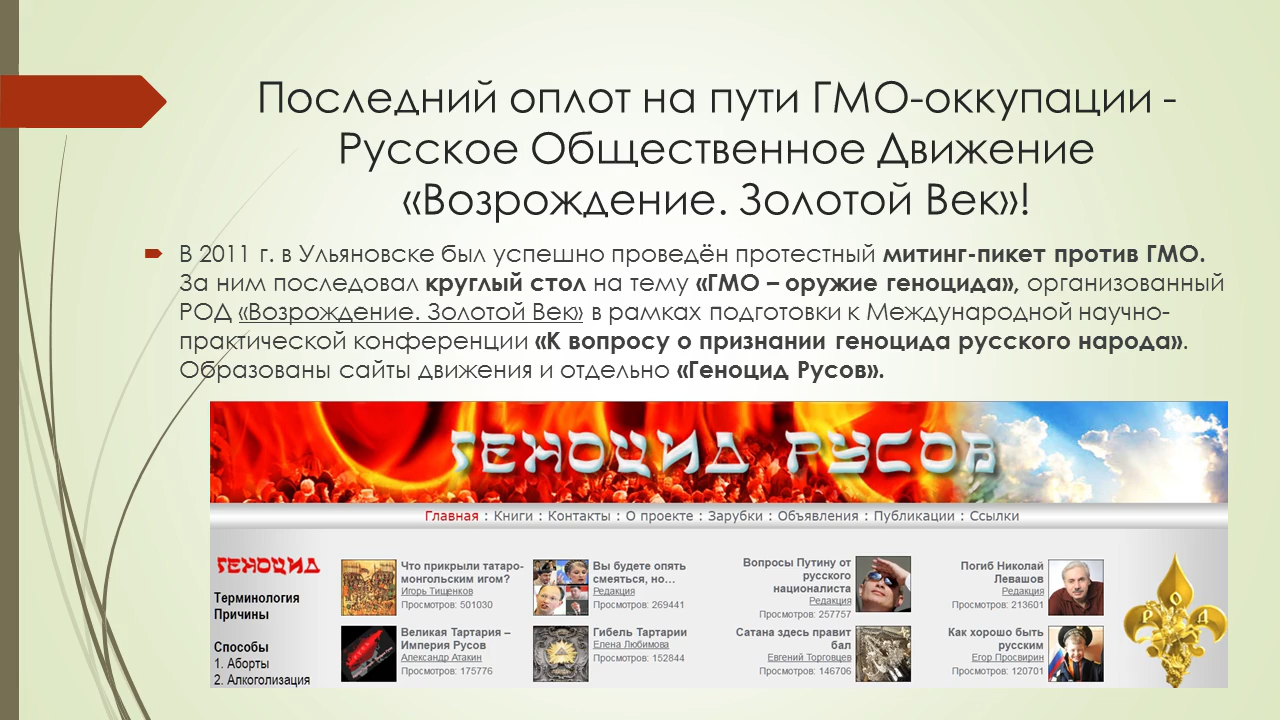 Последний оплот на пути ГМО-оккупации -
Русское Общественное Движение
«Возрождение. Золотой Век»!
В 2011 г. в Ульяновске был успешно проведён протестный митинг-пикет против ГМО.
За ним последовал круглый стол на тему «ГМО – оружие геноцида», организованный
РОД «Возрождение. Золотой Век» в рамках подготовки к Международной научно-
практической конференции «К вопросу о признании геноцида русского народа».
Образованы сайты движения и отдельно «Геноцид Русов».
ГЕНОЦИД РУСОВ
Главная : Книги : Контакты : О проекте : Зарубки : Объявления : Публикации : Ссылки
ГЕНОЦИД
Терминология
Причины
Способы
1. Аборты
2. Алкоголизация
Что прикрыли татаро-
монгольским игом?
Игорь Тищенков
Просмотров: 501030
Великая Тартария –
Империя Русов
Александр Атакин
Просмотров: 175776
Вы будете опять
смеяться, но...
Редакция
Просмотров: 269441
Гибель Тартарии
Елена Любимова
Просмотров: 152844
Вопросы Путину от
русского
националиста
Редакция
Просмотров: 257757
Сатана здесь правит
бал
Евгений Торговцев
Просмотров: 146706
Погиб Николай
Левашов
Редакция
Просмотров: 213601
Как хорошо быть
русским
Егор Просвирин
Просмотров: 120701
Р О Д